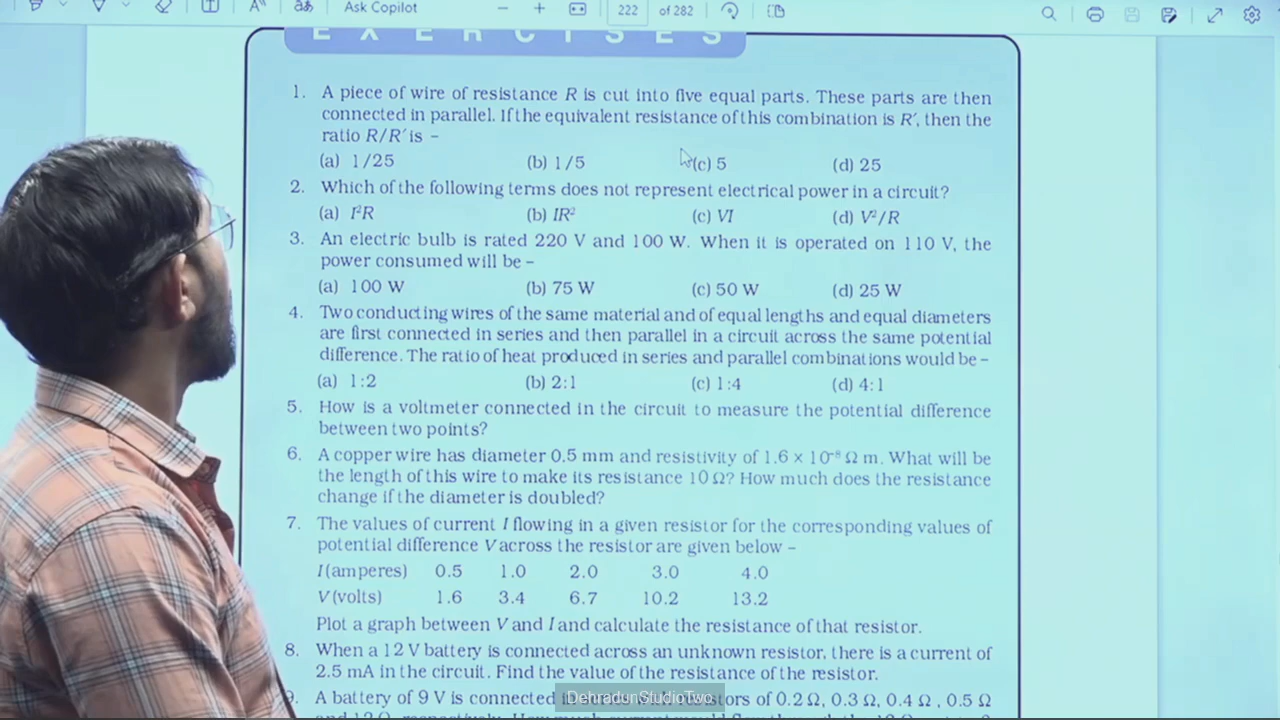 Ask Copilot
222 of 282
EXERCISES
1. A piece of wire of resistance R is cut into five equal parts. These parts are then
connected in parallel. If the equivalent resistance of this combination is R′, then the
ratio R/R′ is –
(a) 1/25 (b) 1/5 (c) 5 (d) 25
2. Which of the following terms does not represent electrical power in a circuit?
(a) I²R (b) IR² (c) VI (d) V²/R
3. An electric bulb is rated 220 V and 100 W. When it is operated on 110 V, the
power consumed will be –
(a) 100 W (b) 75 W (c) 50 W (d) 25 W
4. Two conducting wires of the same material and of equal lengths and equal diameters
are first connected in series and then parallel in a circuit across the same potential
difference. The ratio of heat produced in series and parallel combinations would be –
(a) 1:2 (b) 2:1 (c) 1:4 (d) 4:1
5. How is a voltmeter connected in the circuit to measure the potential difference
between two points?
6. A copper wire has diameter 0.5 mm and resistivity of 1.6 × 10⁻⁸ Ω m. What will be
the length of this wire to make its resistance 10 Ω? How much does the resistance
change if the diameter is doubled?
7. The values of current I flowing in a given resistor for the corresponding values of
potential difference V across the resistor are given below –
I (amperes) 0.5 1.0 2.0 3.0 4.0
V (volts) 1.6 3.4 6.7 10.2 13.2
Plot a graph between V and I and calculate the resistance of that resistor.
8. When a 12 V battery is connected across an unknown resistor, there is a current of
2.5 mA in the circuit. Find the value of the resistance of the resistor.
9. A battery of 9 V is connected of 0.2 Ω, 0.3 Ω, 0.4 Ω , 0.5 Ω
DehradunStudioTwo